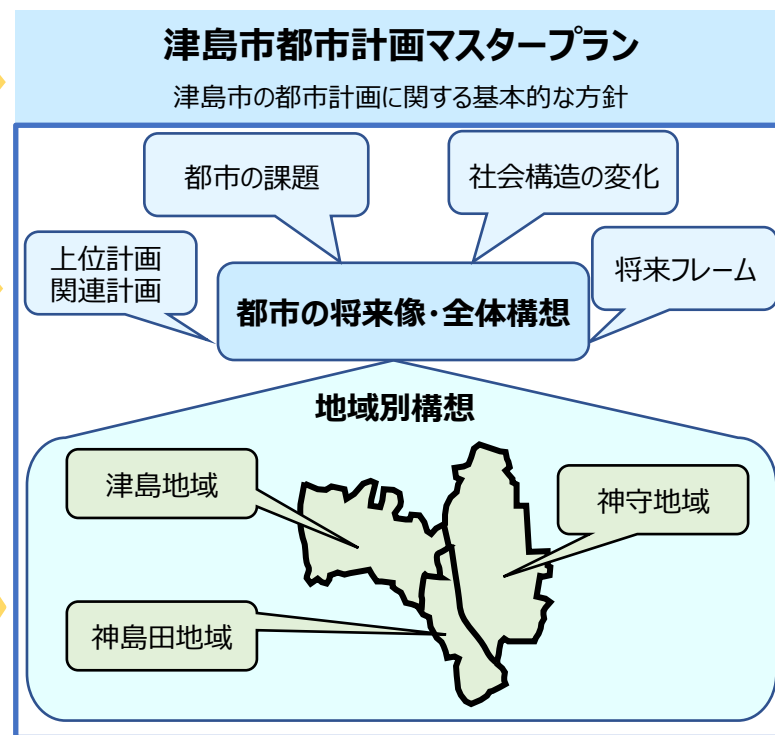 津島市都市計画マスタープラン
津島市の都市計画に関する基本的な方針
都市の課題
社会構造の変化
上位計画
関連計画
将来フレーム
都市の将来像・全体構想
地域別構想
津島地域
神守地域
神島田地域